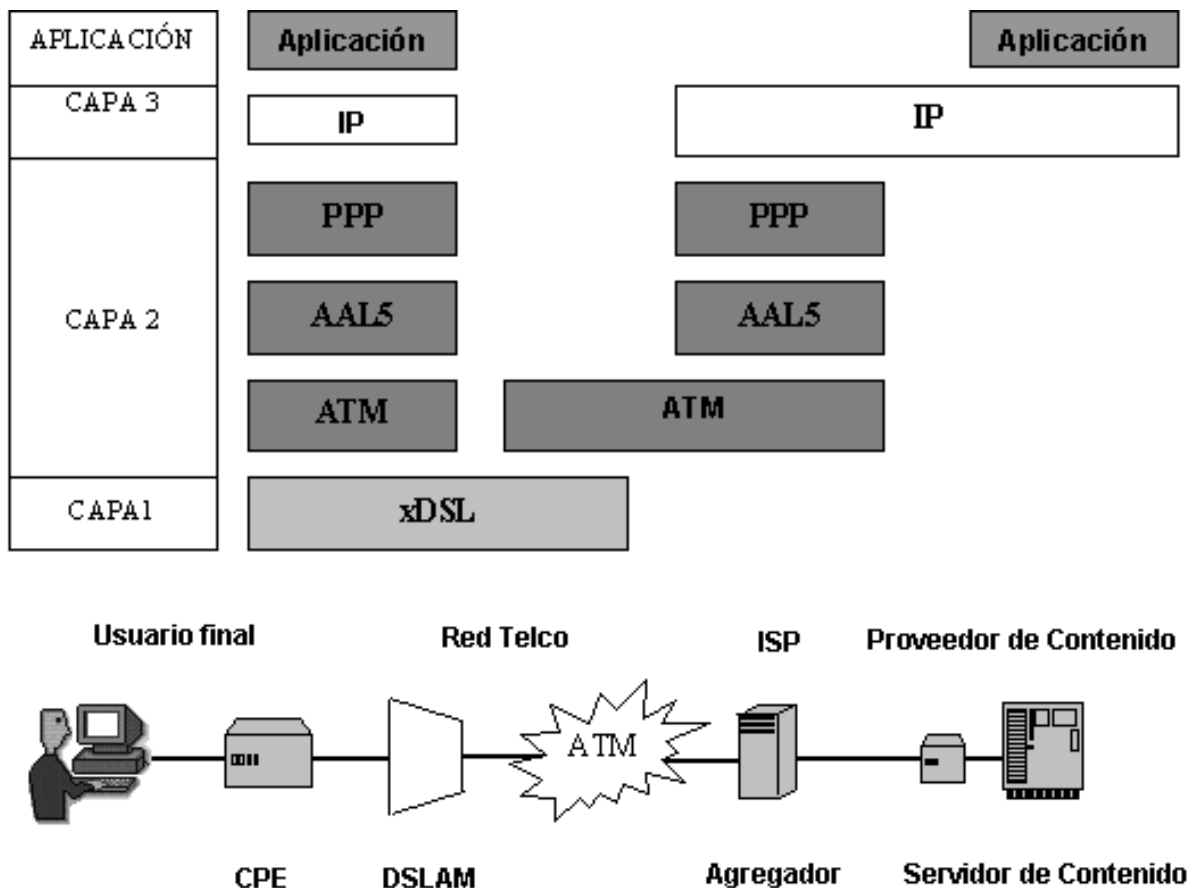 APLICACIÓN
Aplicación
Aplicación
CAPA 3
IP
IP
PPP
PPP
CAPA 2
AAL5
AAL5
ATM
ATM
CAPA1
xDSL
Usuario final
Red Telco
ISP
Proveedor de Contenido
ATM
CPE
DSLAM
Agregador
Servidor de Contenido